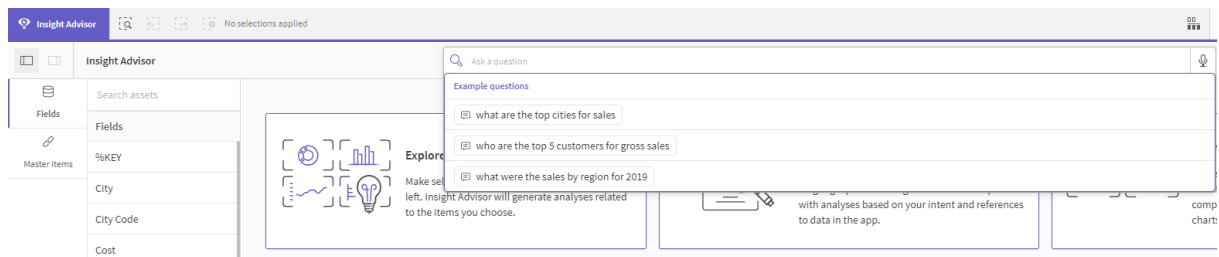 Insight Advisor
No selections applied
Insight Advisor
Ask a question
Example questions
what are the top cities for sales
who are the top 5 customers for gross sales
what were the sales by region for 2019
Fields
Master items
Search assets
Fields
%KEY
City
City Code
Cost
Explore
Make sel
left. Insight Advisor will generate analyses related
to the items you choose.
with analyses based on your intent and references
to data in the app.
comp
charts